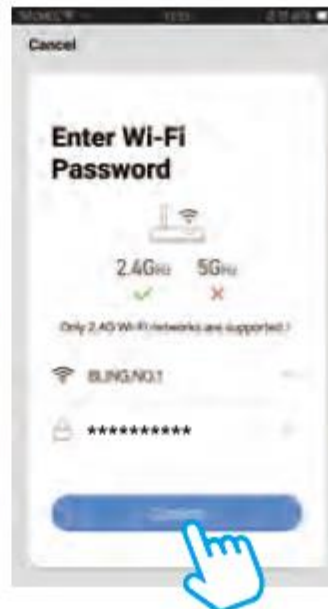 Cancel
Enter Wi-Fi
Password
2.4GHz 5GHz
Only 2.4G Wi-Fi networks are supported.
BLING.NO.1
**********